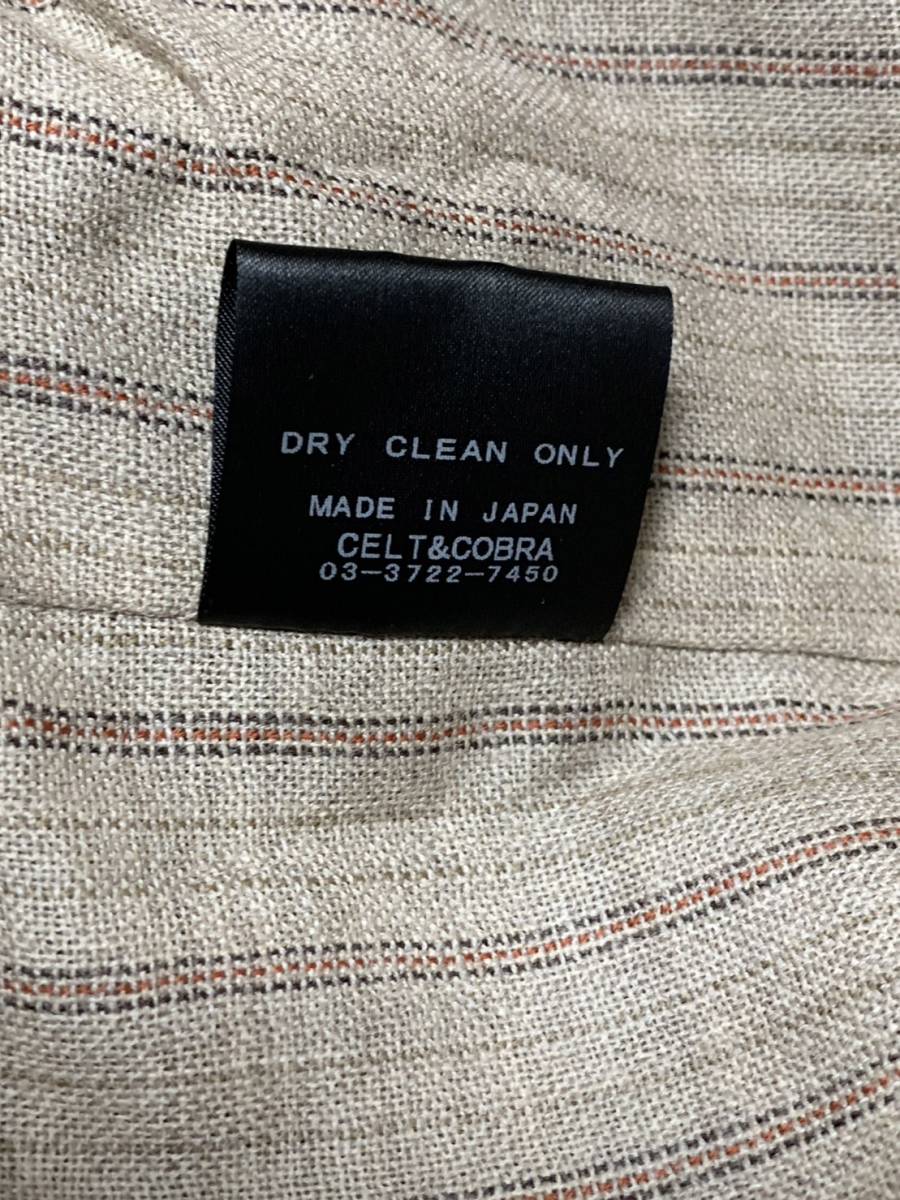 DRY CLEAN ONLY
MADE IN JAPAN
CELT&COBRA
03-3722-7450